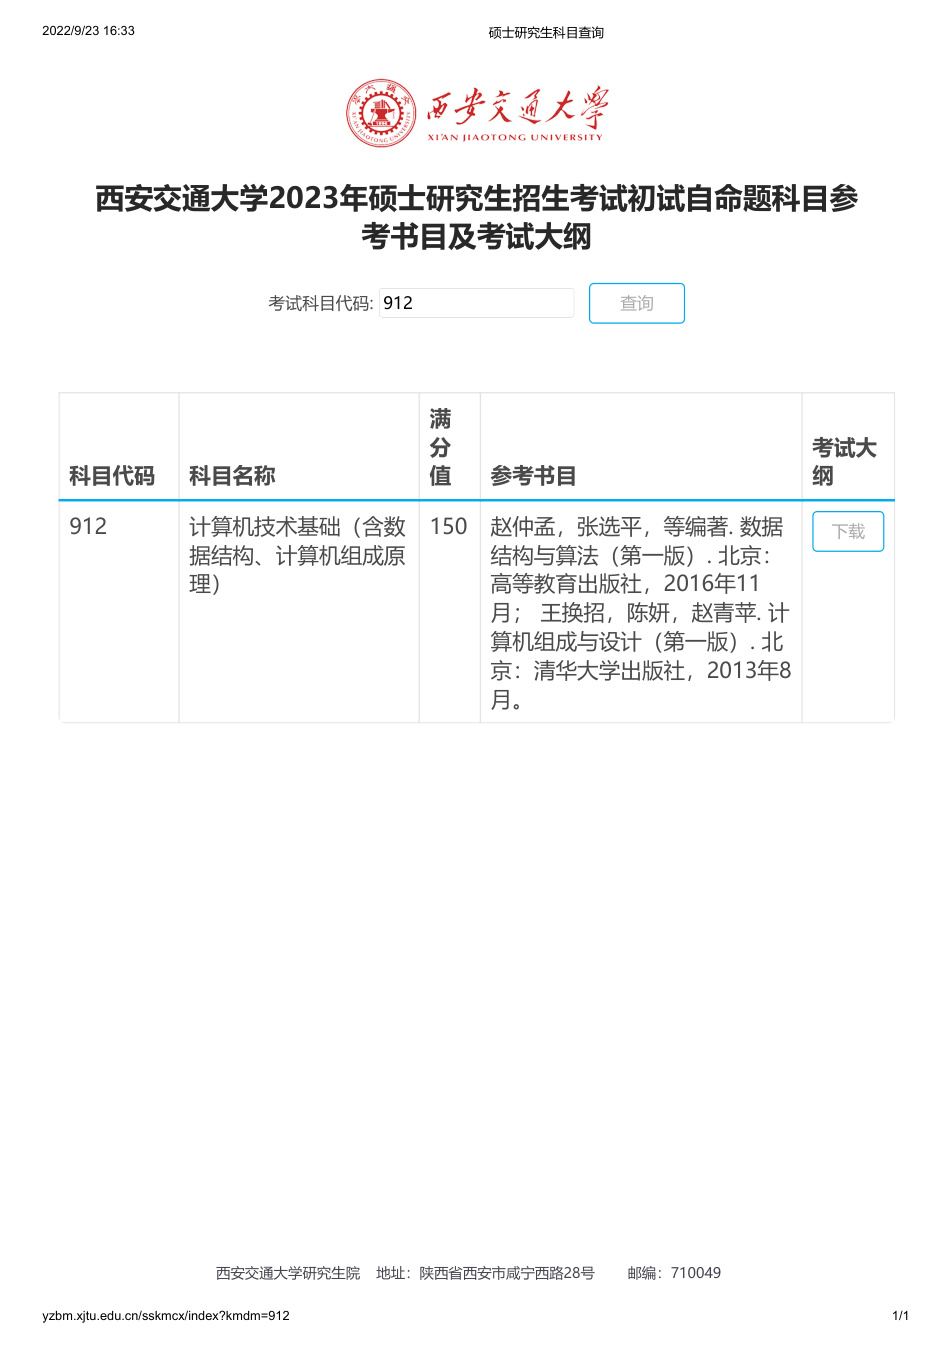 2022/9/23 16:33
硕士研究生科目查询
西安交通大学
XI'AN JIAOTONG UNIVERSITY
西安交通大学2023年硕士研究生招生考试初试自命题科目参
考书目及考试大纲
考试科目代码: 912
查询
科目代码
科目名称
满
分
值
参考书目
考试大
纲
912
计算机技术基础（含数
据结构、计算机组成原
理）
150
赵仲孟，张选平，等编著. 数据
结构与算法（第一版）. 北京：
高等教育出版社，2016年11
月； 王换招，陈妍，赵青苹. 计
算机组成与设计（第一版）. 北
京：清华大学出版社，2013年8
月。
下载
西安交通大学研究生院 地址：陕西省西安市咸宁西路28号 邮编：710049
yzbm.xjtu.edu.cn/sskmcx/index?kmdm=912
1/1